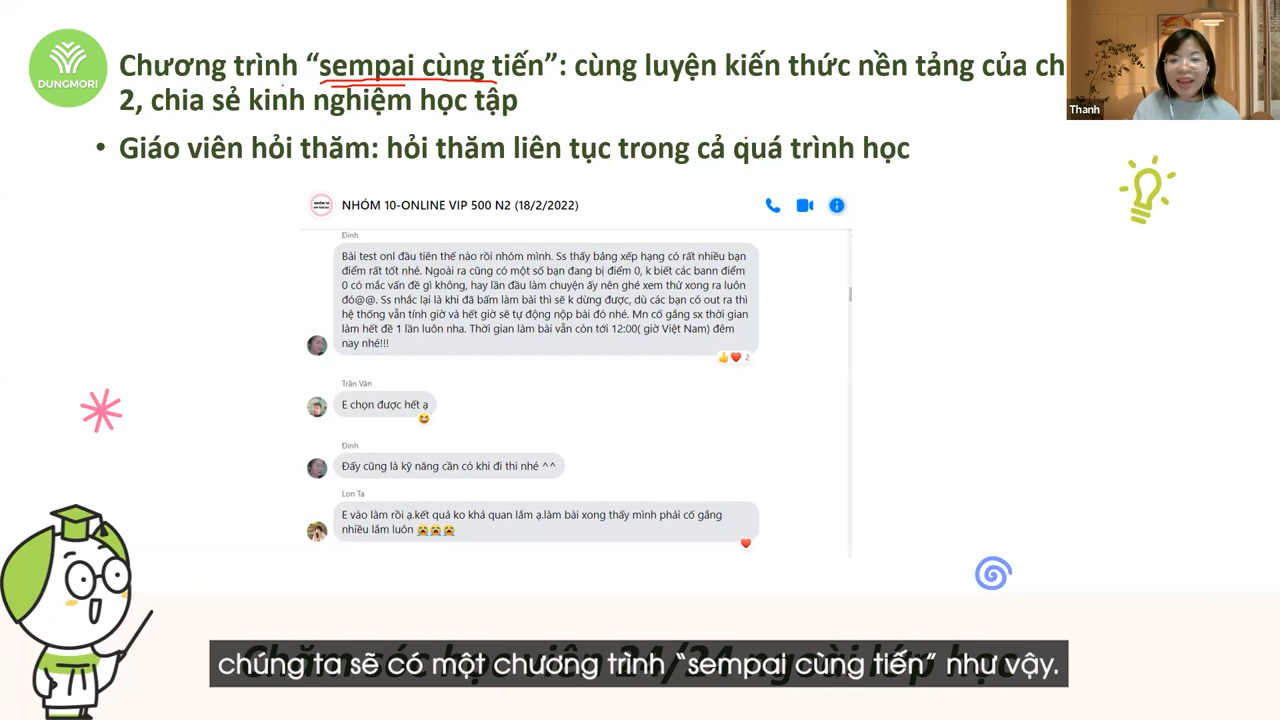 DUNGMORI
Chương trình “sempai cùng tiến”: cùng luyện kiến thức nền tảng của ch
2, chia sẻ kinh nghiệm học tập
Thanh
• Giáo viên hỏi thăm: hỏi thăm liên tục trong cả quá trình học
NHÓM 10-ONLINE VIP 500 N2 (18/2/2022)
Đinh
Bài test onl đầu tiên thế nào rồi nhóm mình. Ss thấy bảng xếp hạng có rất nhiều bạn
điểm rất tốt nhé. Ngoài ra cũng có một số bạn đang bị điểm 0, k biết các bann điểm
0 có mắc vấn đề gì không, hay lần đầu làm chuyện ấy nên ghé xem thử xong ra luôn
đó@@. Ss nhắc lại là khi đã bấm làm bài thì sẽ k dừng được, dù các bạn có out ra thì
hệ thống vẫn tính giờ và hết giờ sẽ tự động nộp bài đó nhé. Mn cố gắng sx thời gian
làm hết đề 1 lần luôn nha. Thời gian làm bài vẫn còn tới 12:00( giờ Việt Nam) đêm
nay nhé!!!
2
Trần Vân
E chọn được hết ạ
Đinh
Đấy cũng là kỹ năng cần có khi đi thi nhé ^^
Lon Ta
E vào làm rồi ạ.kết quả ko khả quan lắm ạ.làm bài xong thấy mình phải cố gắng
nhiều lắm luôn 😭😭😭
Chăm sóc học viên 24/24 ngoài lớp học
chúng ta sẽ có một chương trình “sempai cùng tiến” như vậy.